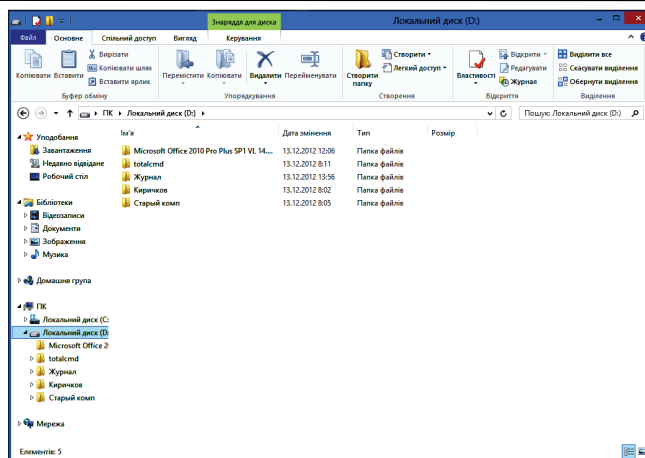 Знаряддя для диска
Локальний диск (D:)
Файл Основне Спільний доступ Вигляд Керування
Копіювати Вставити
Вирізати
Копіювати шлях
Вставити ярлик
Буфер обміну
Перемістити Копіювати Видалити Перейменувати
Упорядкування
Створити папку
Створити
Легкий доступ
Створення
Властивості
Відкрити
Редагувати
Журнал
Відкриття
Виділити все
Скасувати виділення
Обернути виділення
Виділення
ПК Локальний диск (D:)
Пошук: Локальний диск (D:)
Ім'я Дата змінення Тип Розмір
Microsoft Office 2010 Pro Plus SP1 VL 14.... 13.12.2012 12:06 Папка файлів
totalcmd 13.12.2012 8:11 Папка файлів
Журнал 13.12.2012 13:56 Папка файлів
Киричков 13.12.2012 8:02 Папка файлів
Старый комп 13.12.2012 8:05 Папка файлів
Уподобання
Завантаження
Недавно відвідане
Робочий стіл
Бібліотеки
Відеозаписи
Документи
Зображення
Музика
Домашня група
ПК
Локальний диск (C:
Локальний диск (D:
Microsoft Office 2
totalcmd
Журнал
Киричков
Старый комп
Мережа
Елементів: 5